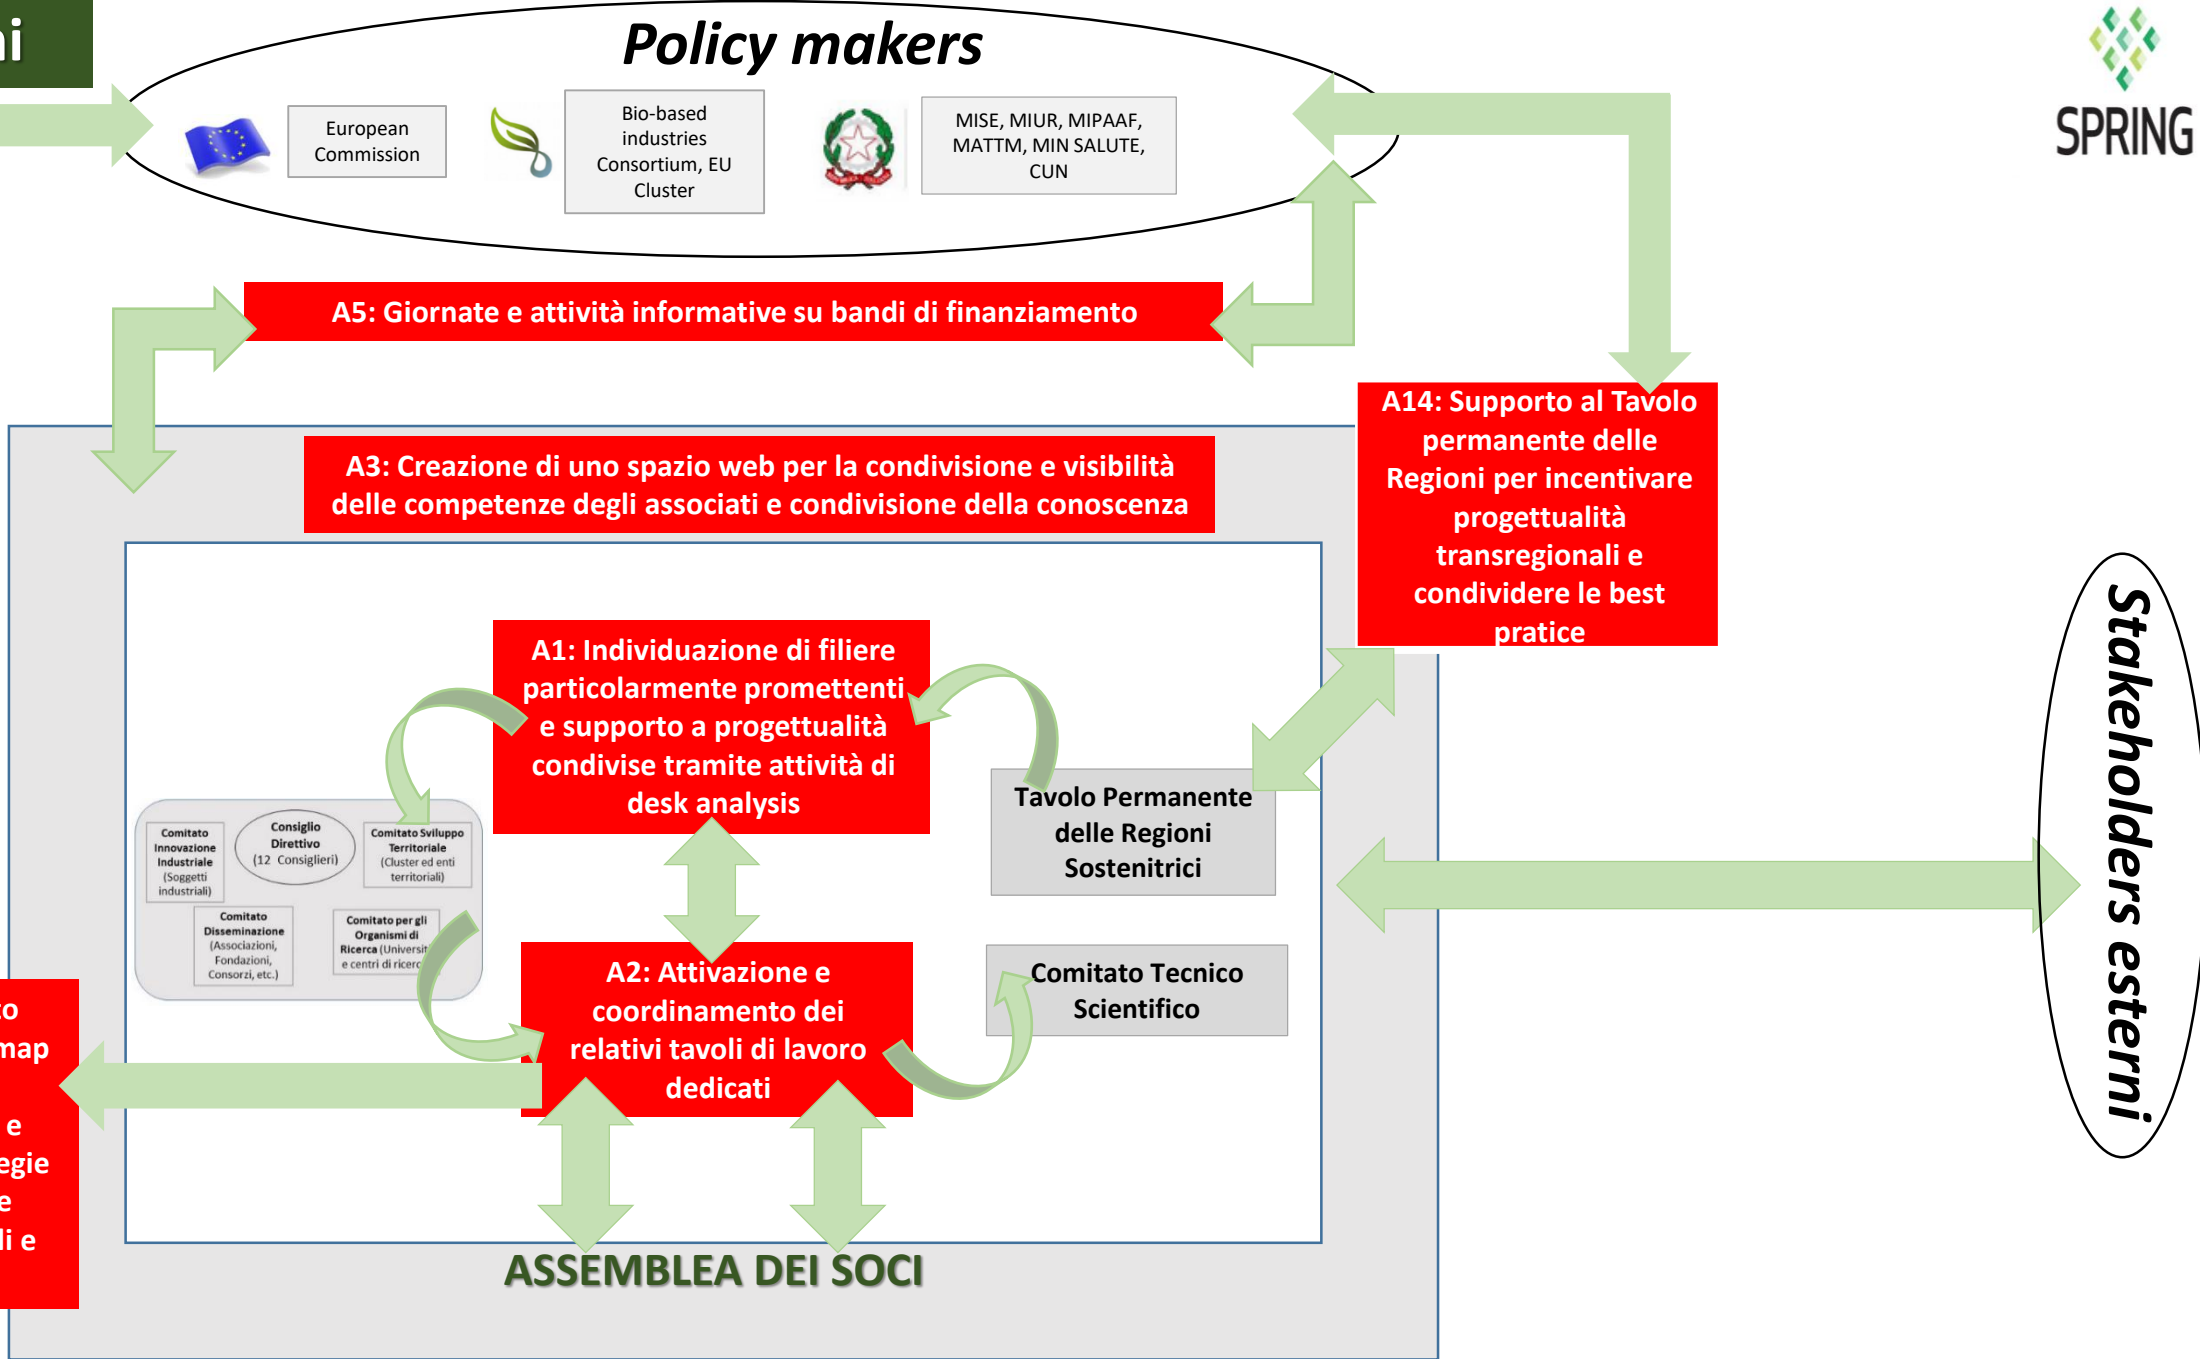 Policy makers
SPRING
European
Commission
Bio-based
industries
Consortium, EU
Cluster
MISE, MIUR, MIPAAF,
MATTM, MIN SALUTE,
CUN
A5: Giornate e attività informative su bandi di finanziamento
A14: Supporto al Tavolo
permanente delle
Regioni per incentivare
progettualità
transregionali e
condividere le best
pratice
A3: Creazione di uno spazio web per la condivisione e visibilità
delle competenze degli associati e condivisione della conoscenza
A1: Individuazione di filiere
particolarmente promettenti
e supporto a progettualità
condivise tramite attività di
desk analysis
Tavolo Permanente
delle Regioni
Sostenitrici
Comitato
Innovazione
Industriale
(Soggetti
industriali)
Consiglio
Direttivo
(12 Consiglieri)
Comitato Sviluppo
Territoriale
(Cluster ed enti
territoriali)
Comitato
Disseminazione
(Associazioni,
Fondazioni,
Consorzi, etc.)
Comitato per gli
Organismi di
Ricerca
e centri di
A2: Attivazione e
coordinamento dei
relativi tavoli di lavoro
dedicati
Comitato Tecnico
Scientifico
e
e
e
ASSEMBLEA DEI SOCI
Stakeholders esterni